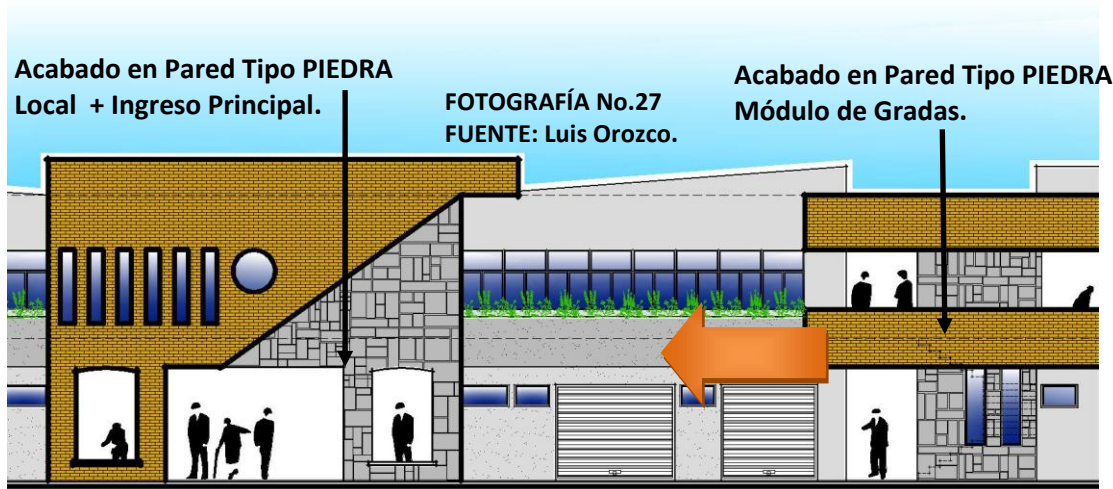 Acabado en Pared Tipo PIEDRA
Local + Ingreso Principal.
FOTOGRAFÍA No.27
FUENTE: Luis Orozco.
Acabado en Pared Tipo PIEDRA
Módulo de Gradas.